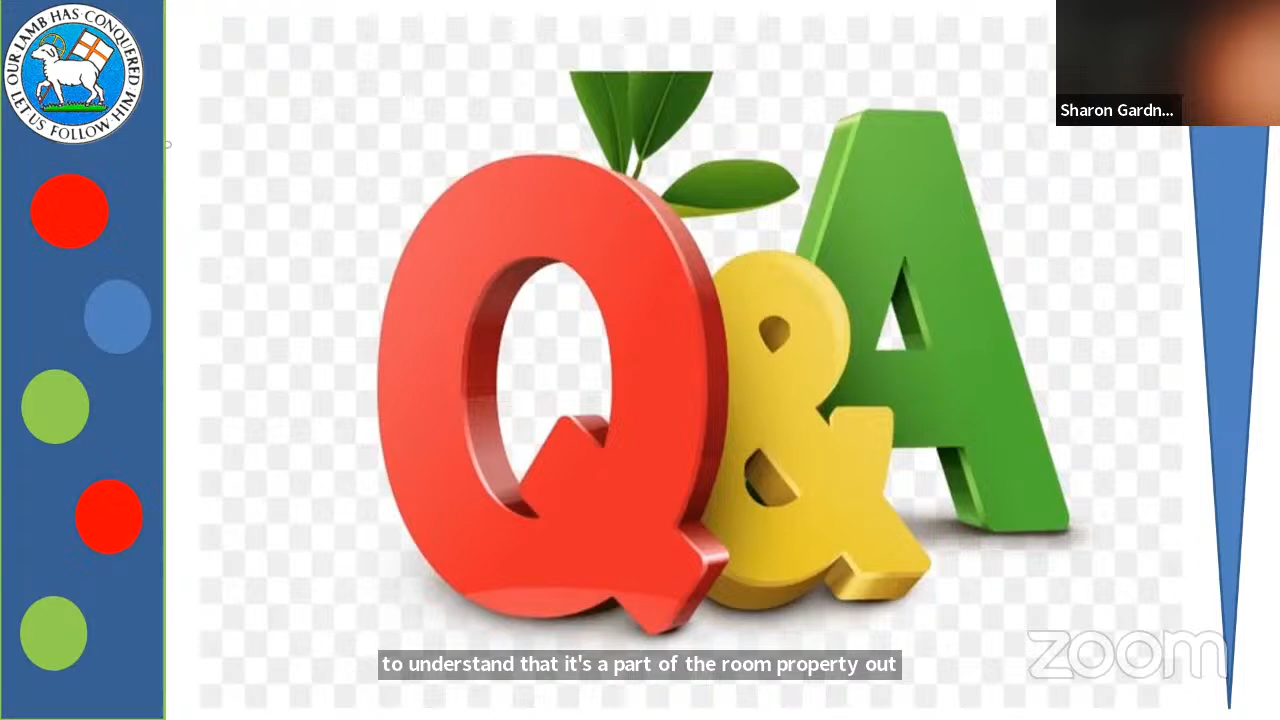 OUR LAMB HAS CONQUERED
LET US FOLLOW HIM
Sharon Gardn...
Q&A
to understand that it's a part of the room property out
zoom